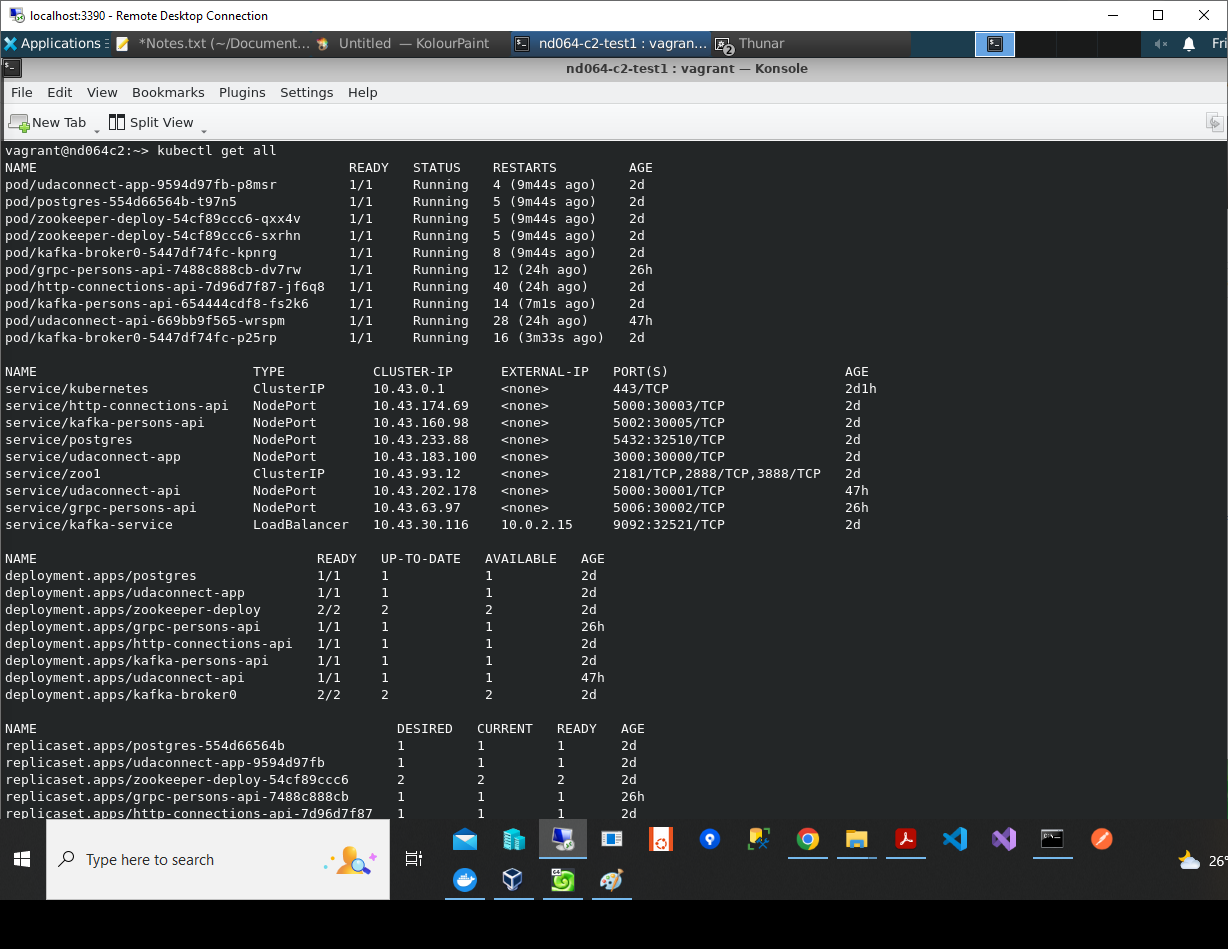 localhost:3390 - Remote Desktop Connection
Applications *Notes.txt (~/Document... Untitled — KolourPaint nd064-c2-test1 : vagran... 2 Thunar Fri
nd064-c2-test1 : vagrant — Konsole
File Edit View Bookmarks Plugins Settings Help
New Tab Split View
vagrant@nd064c2:~> kubectl get all
NAME READY STATUS RESTARTS AGE
pod/udaconnect-app-9594d97fb-p8msr 1/1 Running 4 (9m44s ago) 2d
pod/postgres-554d66564b-t97n5 1/1 Running 5 (9m44s ago) 2d
pod/zookeeper-deploy-54cf89ccc6-qxx4v 1/1 Running 5 (9m44s ago) 2d
pod/zookeeper-deploy-54cf89ccc6-sxrhn 1/1 Running 5 (9m44s ago) 2d
pod/kafka-broker0-5447df74fc-kpnrg 1/1 Running 8 (9m44s ago) 2d
pod/grpc-persons-api-7488c888cb-dv7rw 1/1 Running 12 (24h ago) 26h
pod/http-connections-api-7d96d7f87-jf6q8 1/1 Running 40 (24h ago) 2d
pod/kafka-persons-api-654444cdf8-fs2k6 1/1 Running 14 (7m1s ago) 2d
pod/udaconnect-api-669bb9f565-wrspm 1/1 Running 28 (24h ago) 47h
pod/kafka-broker0-5447df74fc-p25rp 1/1 Running 16 (3m33s ago) 2d
NAME TYPE CLUSTER-IP EXTERNAL-IP PORT(S) AGE
service/kubernetes ClusterIP 10.43.0.1 <none> 443/TCP 2d1h
service/http-connections-api NodePort 10.43.174.69 <none> 5000:30003/TCP 2d
service/kafka-persons-api NodePort 10.43.160.98 <none> 5002:30005/TCP 2d
service/postgres NodePort 10.43.233.88 <none> 5432:32510/TCP 2d
service/udaconnect-app NodePort 10.43.183.100 <none> 3000:30000/TCP 2d
service/zoo1 ClusterIP 10.43.93.12 <none> 2181/TCP,2888/TCP,3888/TCP 2d
service/udaconnect-api NodePort 10.43.202.178 <none> 5000:30001/TCP 47h
service/grpc-persons-api NodePort 10.43.63.97 <none> 5006:30002/TCP 26h
service/kafka-service LoadBalancer 10.43.30.116 10.0.2.15 9092:32521/TCP 2d
NAME READY UP-TO-DATE AVAILABLE AGE
deployment.apps/postgres 1/1 1 1 2d
deployment.apps/udaconnect-app 1/1 1 1 2d
deployment.apps/zookeeper-deploy 2/2 2 2 2d
deployment.apps/grpc-persons-api 1/1 1 1 26h
deployment.apps/http-connections-api 1/1 1 1 2d
deployment.apps/kafka-persons-api 1/1 1 1 2d
deployment.apps/udaconnect-api 1/1 1 1 47h
deployment.apps/kafka-broker0 2/2 2 2 2d
NAME DESIRED CURRENT READY AGE
replicaset.apps/postgres-554d66564b 1 1 1 2d
replicaset.apps/udaconnect-app-9594d97fb 1 1 1 2d
replicaset.apps/zookeeper-deploy-54cf89ccc6 2 2 2 2d
replicaset.apps/grpc-persons-api-7488c888cb 1 1 1 26h
replicaset.apps/http-connections-api-7d96d7f87 1 1 1 2d
Type here to search
26°